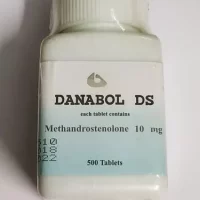 DANABOL DS
each tablet contains
Methandrostenolone 10 mg
500 Tablets